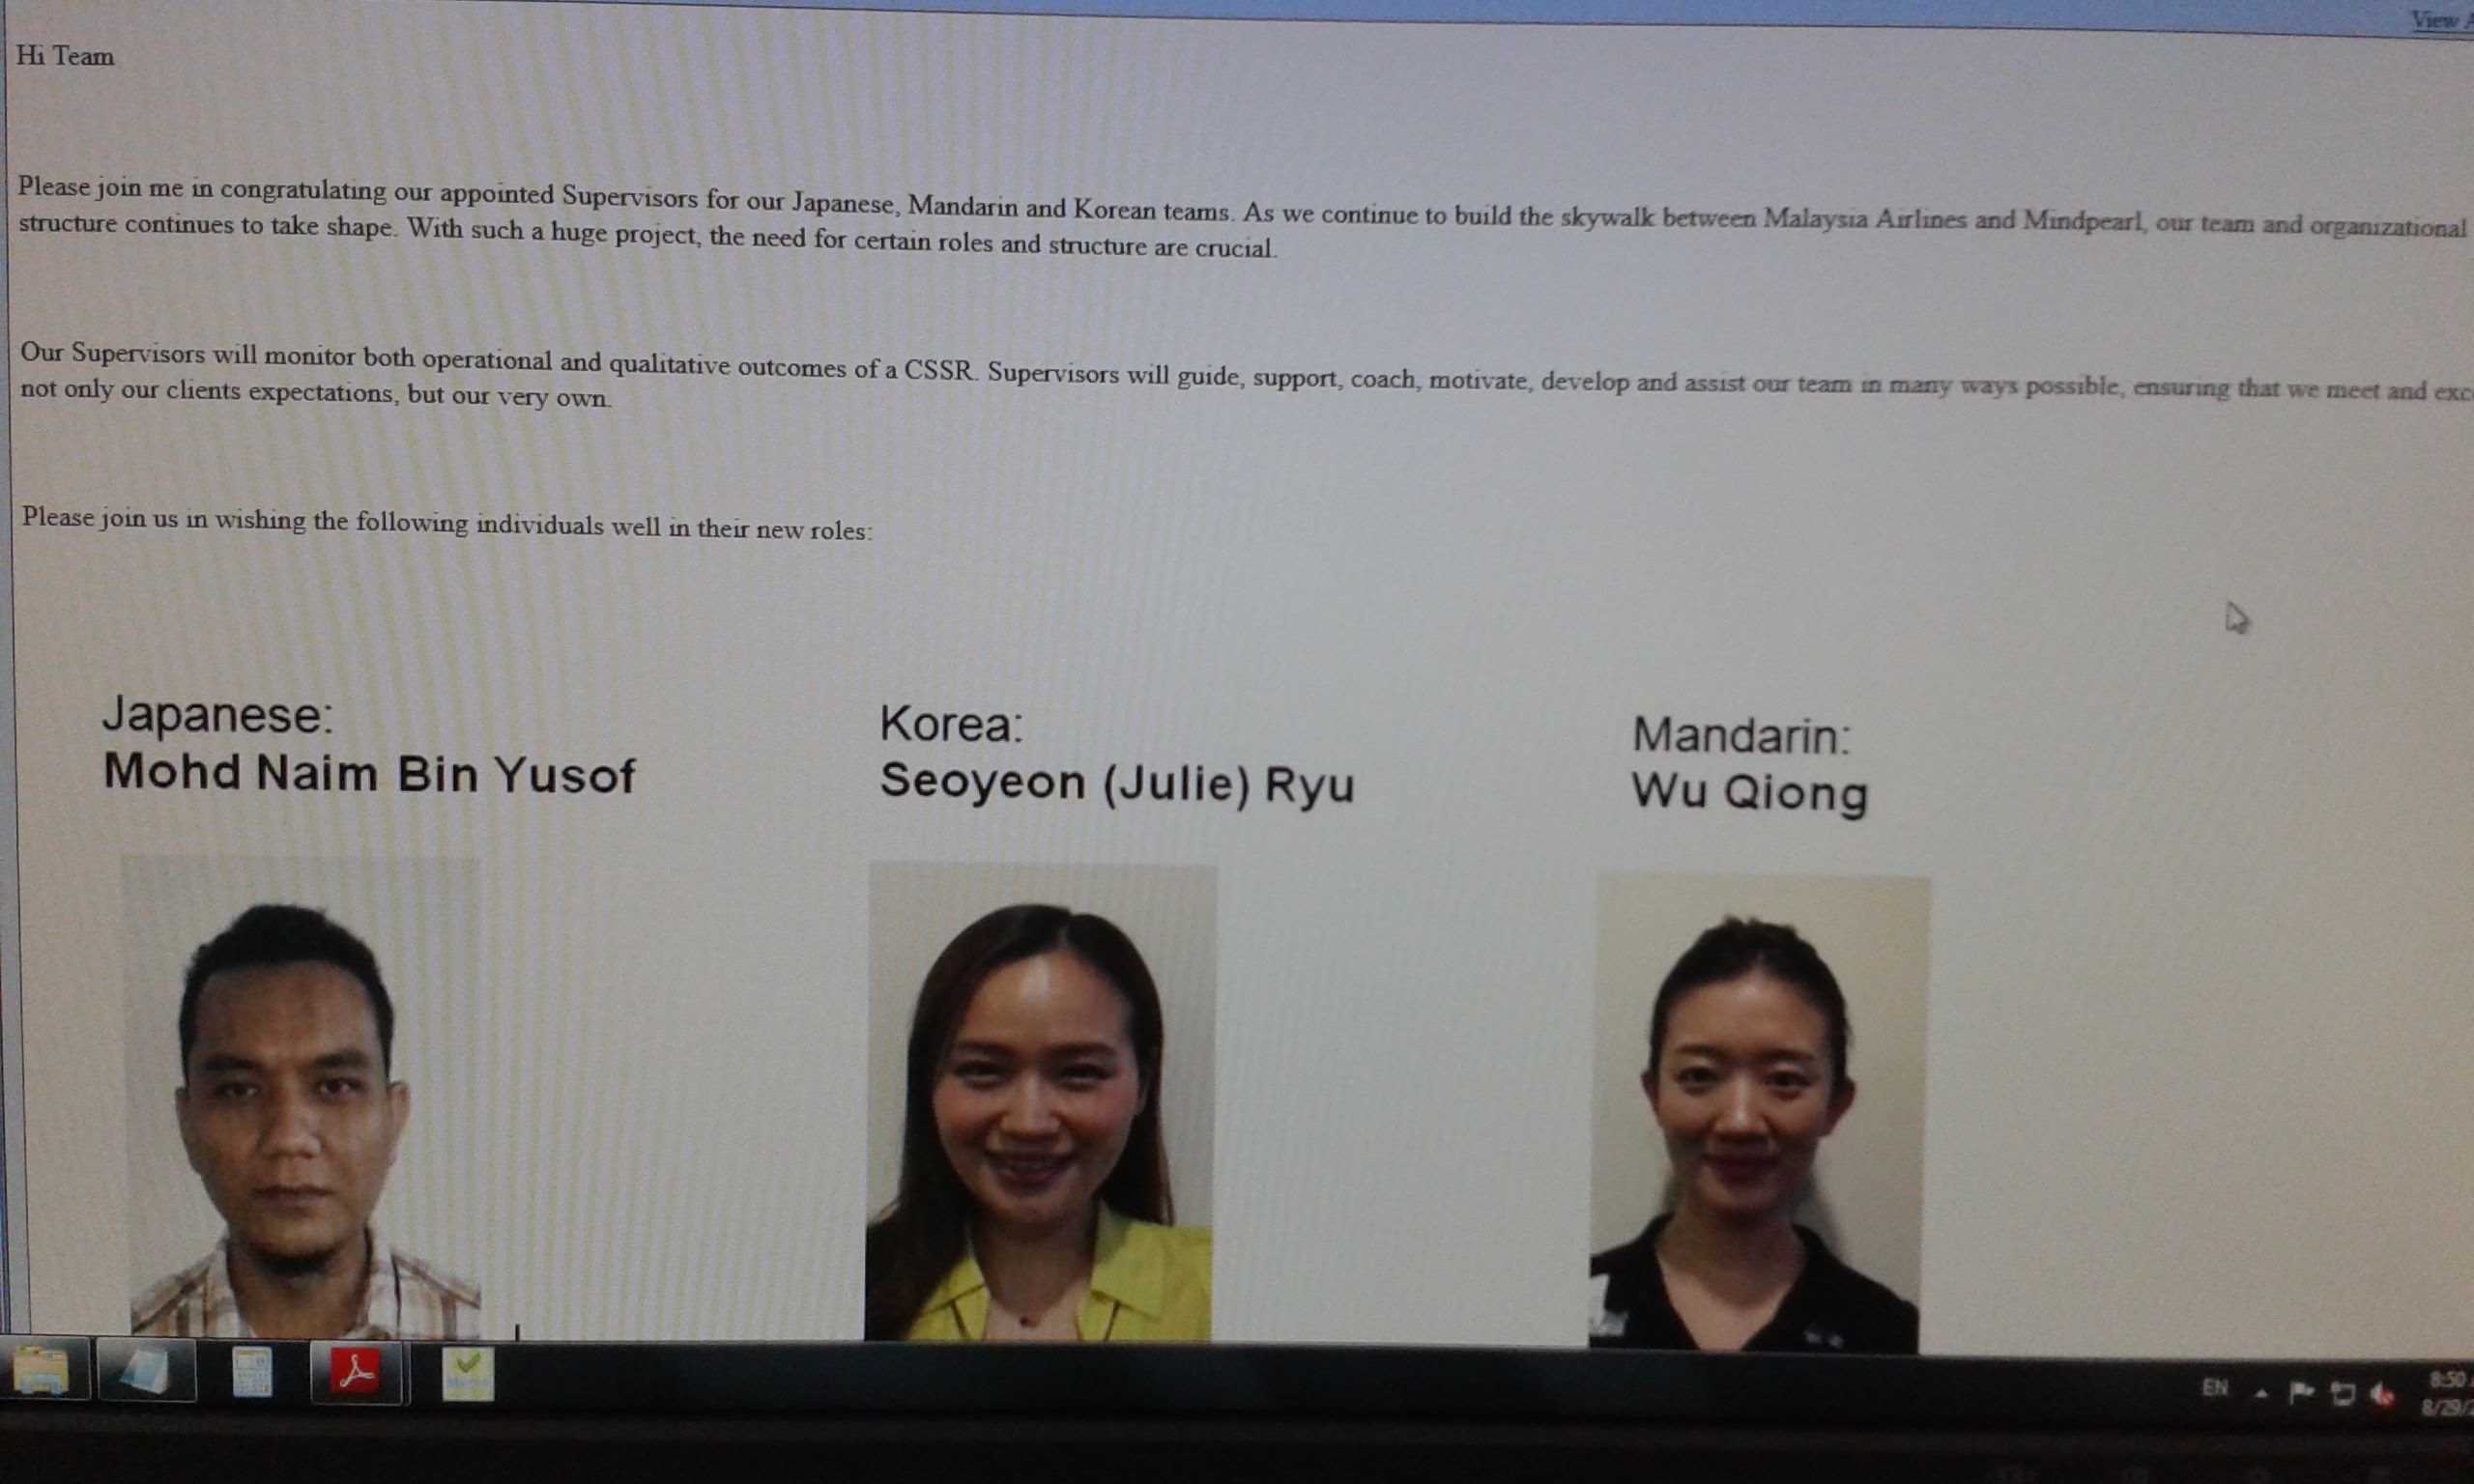 View
Hi Team
Please join me in congratulating our appointed Supervisors for our Japanese, Mandarin and Korean teams. As we continue to build the skywalk between Malaysia Airlines and Mindpearl, our team and organizational
structure continues to take shape. With such a huge project, the need for certain roles and structure are crucial.
Our Supervisors will monitor both operational and qualitative outcomes of a CSSR. Supervisors will guide, support, coach, motivate, develop and assist our team in many ways possible, ensuring that we meet and exc
not only our clients expectations, but our very own.
Please join us in wishing the following individuals well in their new roles:
Japanese:
Mohd Naim Bin Yusof
Korea:
Seoyeon (Julie) Ryu
Mandarin:
Wu Qiong
EN
8:50
8/29/